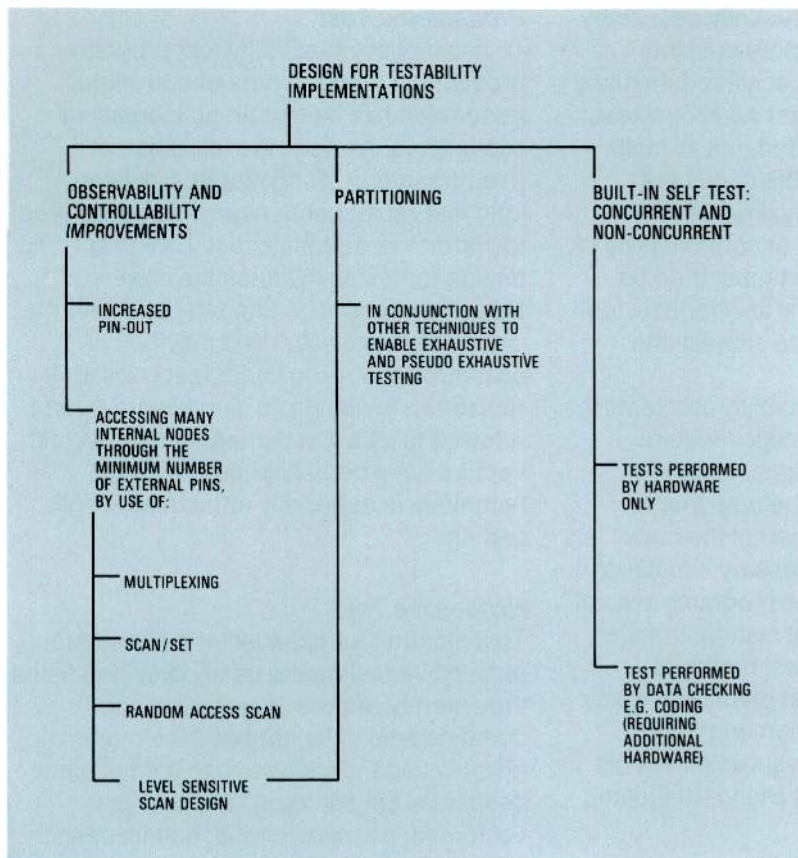 DESIGN FOR TESTABILITY
IMPLEMENTATIONS
OBSERVABILITY AND
CONTROLLABILITY
IMPROVEMENTS
INCREASED
PIN-OUT
ACCESSING MANY
INTERNAL NODES
THROUGH THE
MINIMUM NUMBER
OF EXTERNAL PINS,
BY USE OF:
MULTIPLEXING
SCAN/SET
RANDOM ACCESS SCAN
LEVEL SENSITIVE
SCAN DESIGN
PARTITIONING
IN CONJUNCTION WITH
OTHER TECHNIQUES TO
ENABLE EXHAUSTIVE
AND PSEUDO EXHAUSTIVE
TESTING
BUILT-IN SELF TEST:
CONCURRENT AND
NON-CONCURRENT
TESTS PERFORMED
BY HARDWARE
ONLY
TEST PERFORMED
BY DATA CHECKING
E.G. CODING
(REQUIRING
ADDITIONAL
HARDWARE)